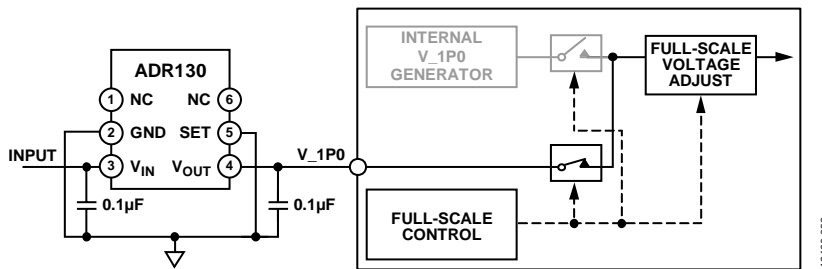 ADR130
1 NC
NC 6
2 GND
SET 5
INPUT
3 VIN
VOUT 4
V_1P0
0.1µF
0.1µF
INTERNAL
V_1P0
GENERATOR
FULL-SCALE
VOLTAGE
ADJUST
FULL-SCALE
CONTROL